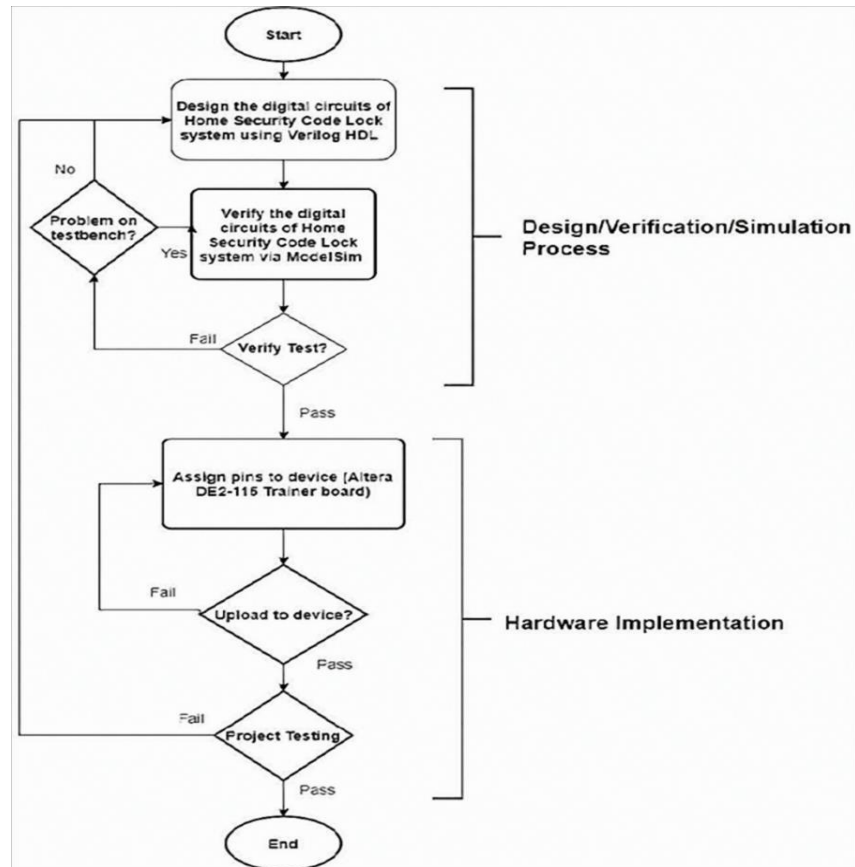 Start
Design the digital circuits of
Home Security Code Lock
system using Verilog HDL
No
Problem on
testbench?
Yes
Verify the digital
circuits of Home
Security Code Lock
system via ModelSim
Design/Verification/Simulation
Process
Fail
Verify Test?
Pass
Assign pins to device (Altera
DE2-115 Trainer board)
Fail
Upload to device?
Hardware Implementation
Pass
Fail
Project Testing
Pass
End